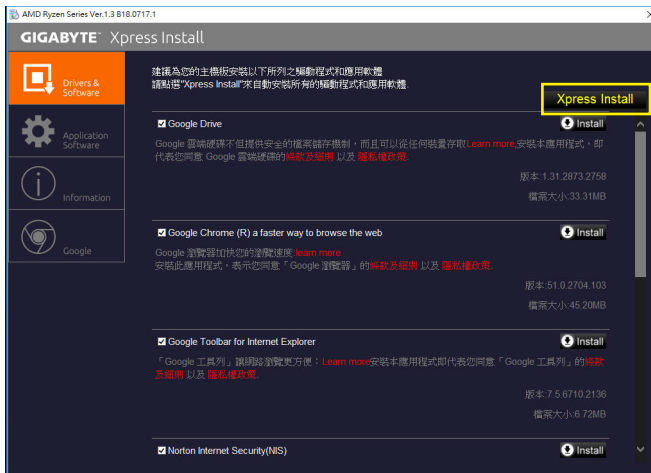 AMD Ryzen Series Ver.1.3 B18.0717.1
GIGABYTE™ Xpress Install
Drivers &
Software
Application
Software
Information
Google
建議為您的主機板安裝以下所列之驅動程式和應用軟體
請點選"Xpress Install"來自動安裝所有的驅動程式和應用軟體.
Xpress Install
Google Drive
Install
Google 雲端硬碟不但提供安全的檔案儲存機制，而且可以從任何裝置存取Learn more,安裝本應用程式，即
代表您同意 Google 雲端硬碟的條款及細則 以及 隱私權政策.
版本:1.31.2873.2758
檔案大小:33.31MB
Google Chrome (R) a faster way to browse the web
Install
Google 瀏覽器加快您的瀏覽速度:learn more
安裝此應用程式，表示您同意「Google 瀏覽器」的條款及細則 以及 隱私權政策.
版本:51.0.2704.103
檔案大小:45.20MB
Google Toolbar for Internet Explorer
Install
「Google 工具列」讓網路瀏覽更方便：Learn more安裝本應用程式即代表您同意「Google 工具列」的條款
及細則 以及 隱私權政策.
版本:7.5.6710.2136
檔案大小:6.72MB
Norton Internet Security(NIS)
Install